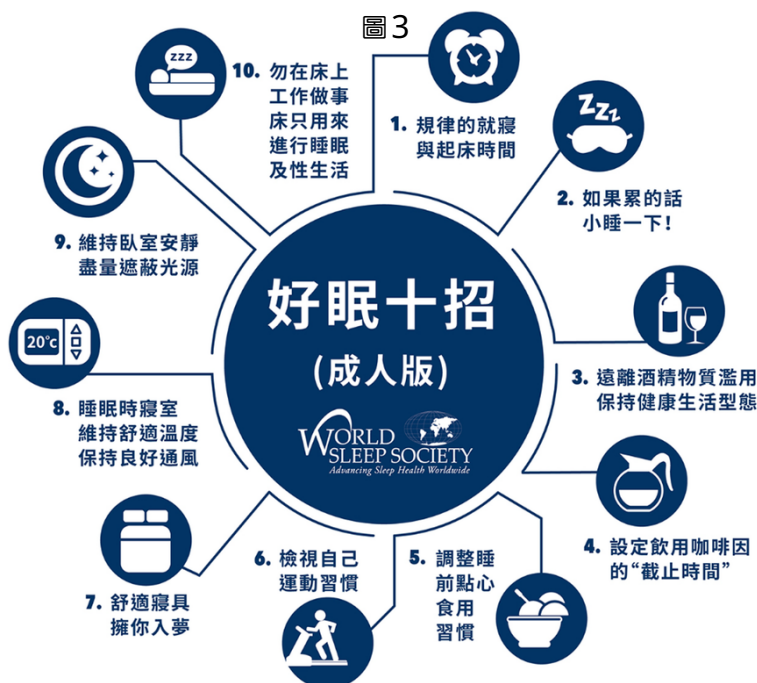 圖3
好眠十招
(成人版)
WORLD
SLEEP SOCIETY
Advancing Sleep Health Worldwide
1. 規律的就寢
與起床時間
zZz
2. 如果累的話
小睡一下!
3. 遠離酒精物質濫用
保持健康生活型態
4. 設定飲用咖啡因
的“截止時間”
5. 調整睡
前點心
食用
習慣
6. 檢視自己
運動習慣
7. 舒適寢具
擁你入夢
20°c
8. 睡眠時寢室
維持舒適溫度
保持良好通風
9. 維持臥室安靜
盡量遮蔽光源
zzz
10. 勿在床上
工作做事
床只用來
進行睡眠
及性生活